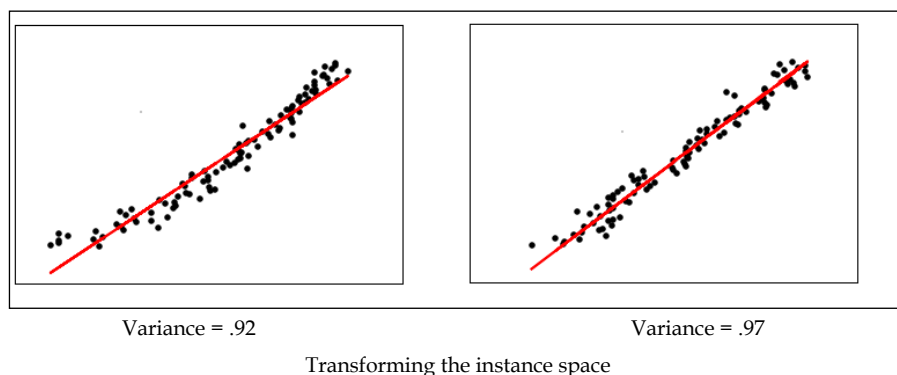 Variance = .92
Variance = .97
Transforming the instance space